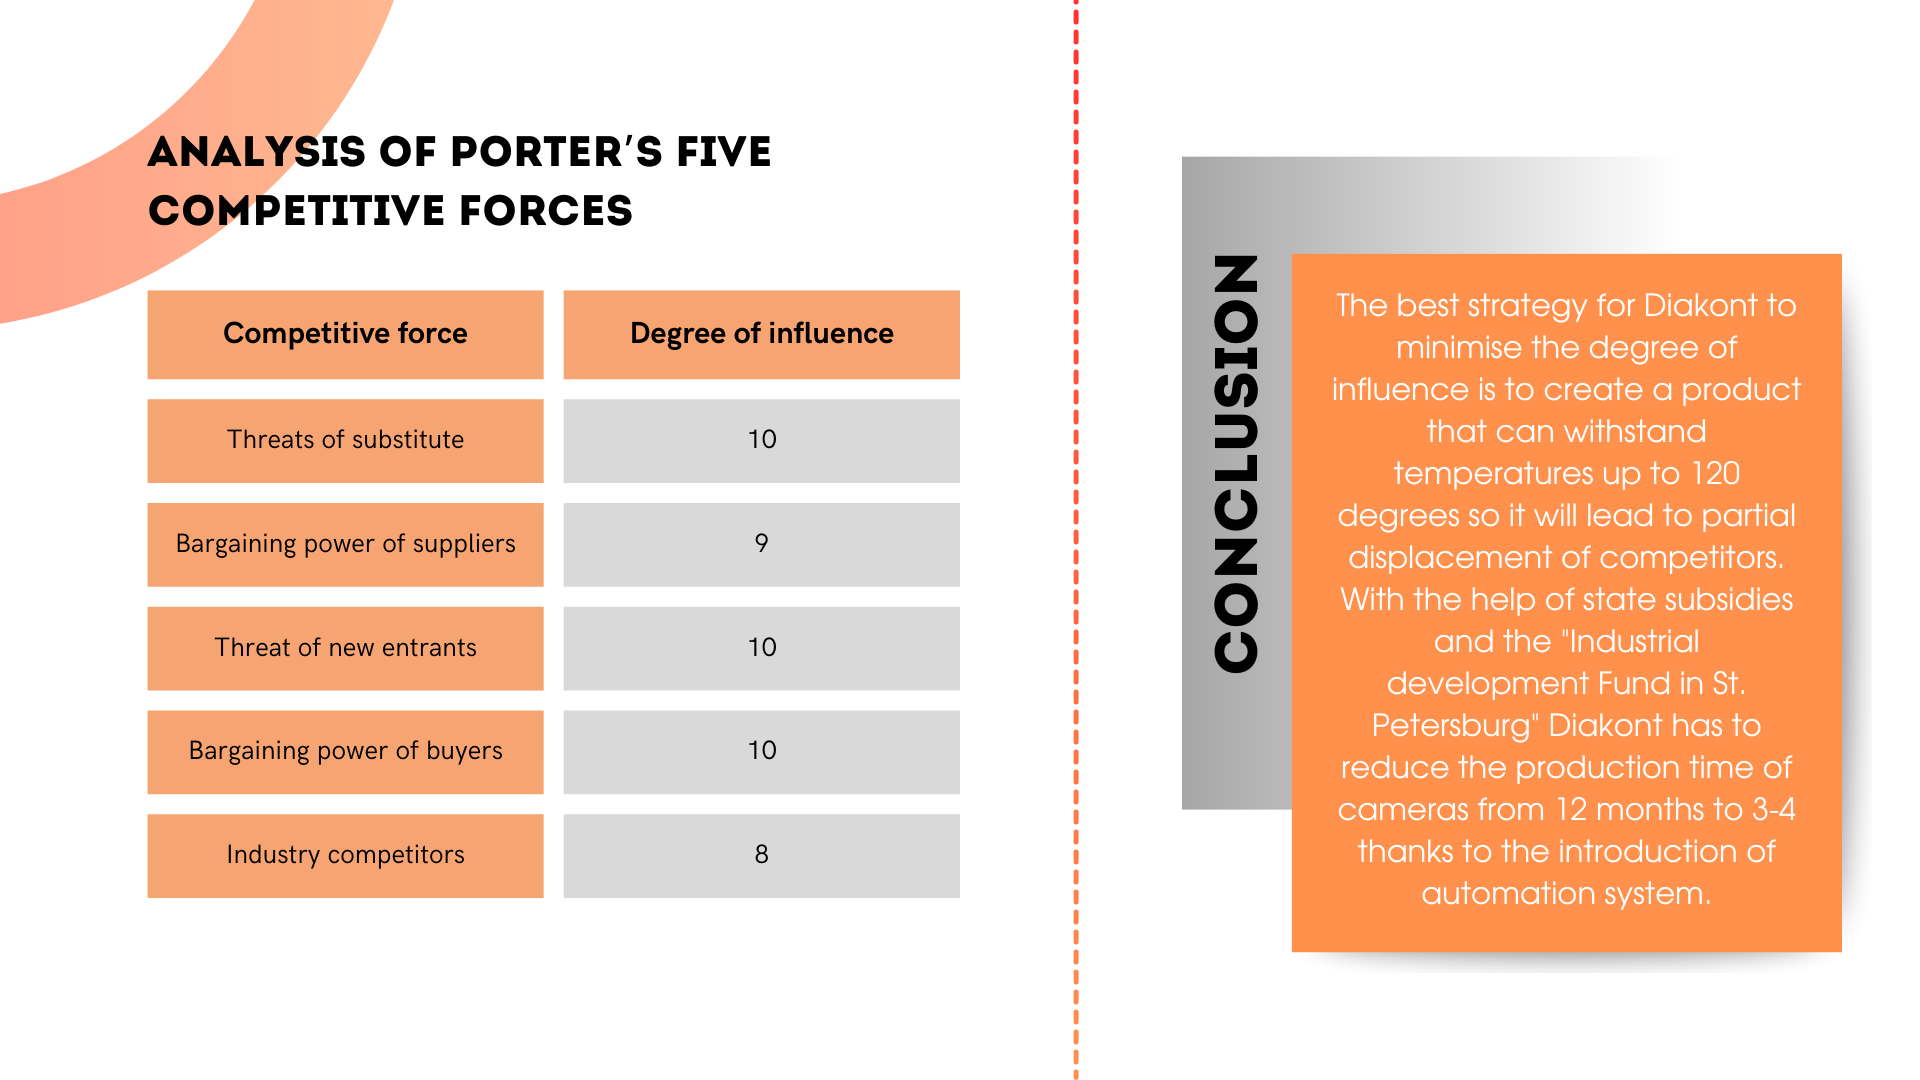 ANALYSIS OF PORTER'S FIVE
COMPETITIVE FORCES
Competitive force
Degree of influence
Threats of substitute
10
Bargaining power of suppliers
9
Threat of new entrants
10
Bargaining power of buyers
10
Industry competitors
8
CONCLUSION
The best strategy for Diakont to
minimise the degree of
influence is to create a product
that can withstand
temperatures up to 120
degrees so it will lead to partial
displacement of competitors.
With the help of state subsidies
and the "Industrial
development Fund in St.
Petersburg" Diakont has to
reduce the production time of
cameras from 12 months to 3-4
thanks to the introduction of
automation system.